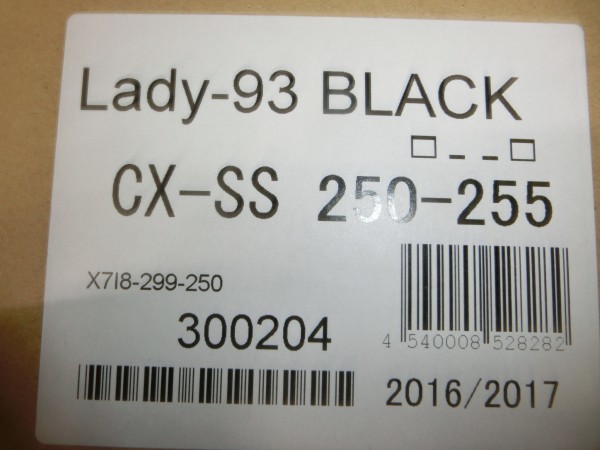 Lady-93 BLACK
□--□
CX-SS 250-255
X7I8-299-250
300204
4 540008 528282
2016/2017